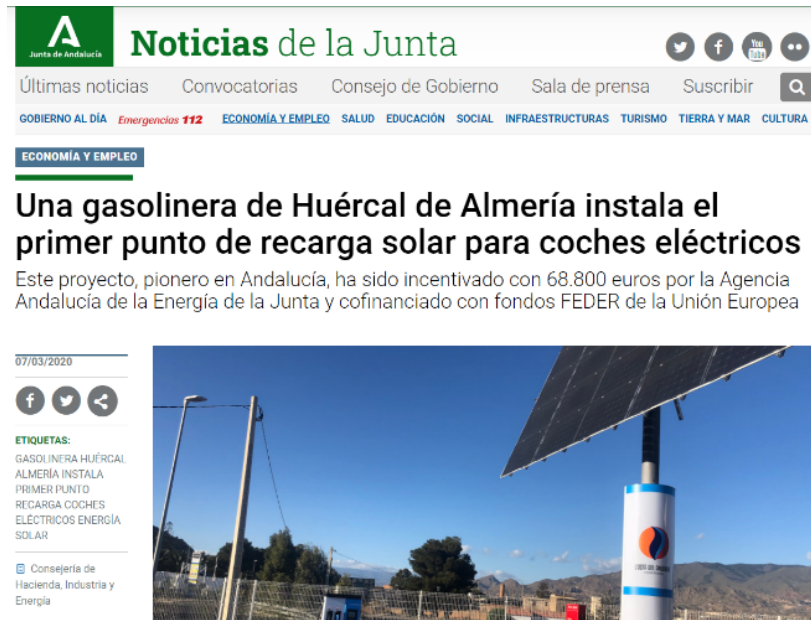 Junta de Andalucía
Noticias de la Junta
You
Tube
Últimas noticias Convocatorias Consejo de Gobierno Sala de prensa Suscribir
GOBIERNO AL DÍA Emergencias 112 ECONOMÍA Y EMPLEO SALUD EDUCACIÓN SOCIAL INFRAESTRUCTURAS TURISMO TIERRA Y MAR CULTURA
ECONOMÍA Y EMPLEO
Una gasolinera de Huércal de Almería instala el
primer punto de recarga solar para coches eléctricos
Este proyecto, pionero en Andalucía, ha sido incentivado con 68.800 euros por la Agencia
Andalucía de la Energía de la Junta y cofinanciado con fondos FEDER de la Unión Europea
07/03/2020
ETIQUETAS:
GASOLINERA HUÉRCAL
ALMERÍA INSTALA
PRIMER PUNTO
RECARGA COCHES
ELÉCTRICOS ENERGÍA
SOLAR
Consejería de
Hacienda, Industria y
Energía